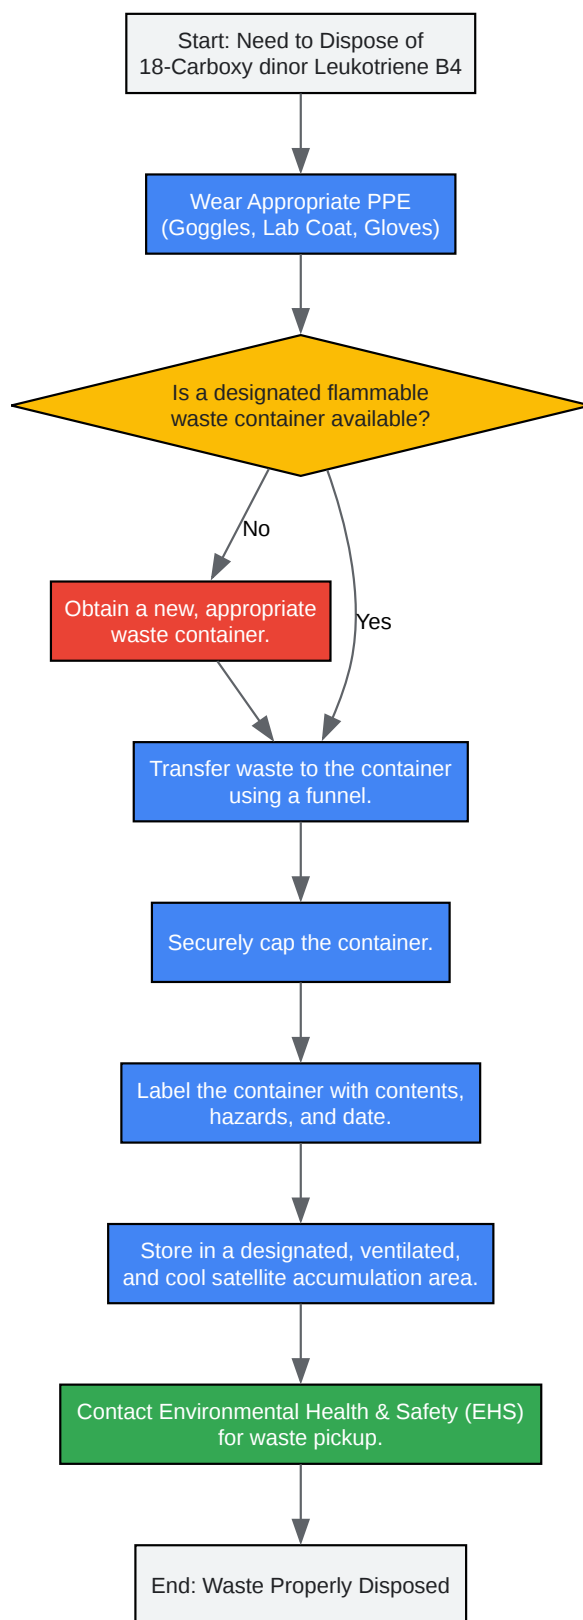 Start: Need to Dispose of
18-Carboxy dinor Leukotriene B4
Wear Appropriate PPE
(Goggles, Lab Coat, Gloves)
Is a designated flammable
waste container available?
No
Obtain a new, appropriate
waste container.
Yes
Transfer waste to the container
using a funnel.
Securely cap the container.
Label the container with contents,
hazards, and date.
Store in a designated, ventilated,
and cool satellite accumulation area.
Contact Environmental Health & Safety (EHS)
for waste pickup.
End: Waste Properly Disposed